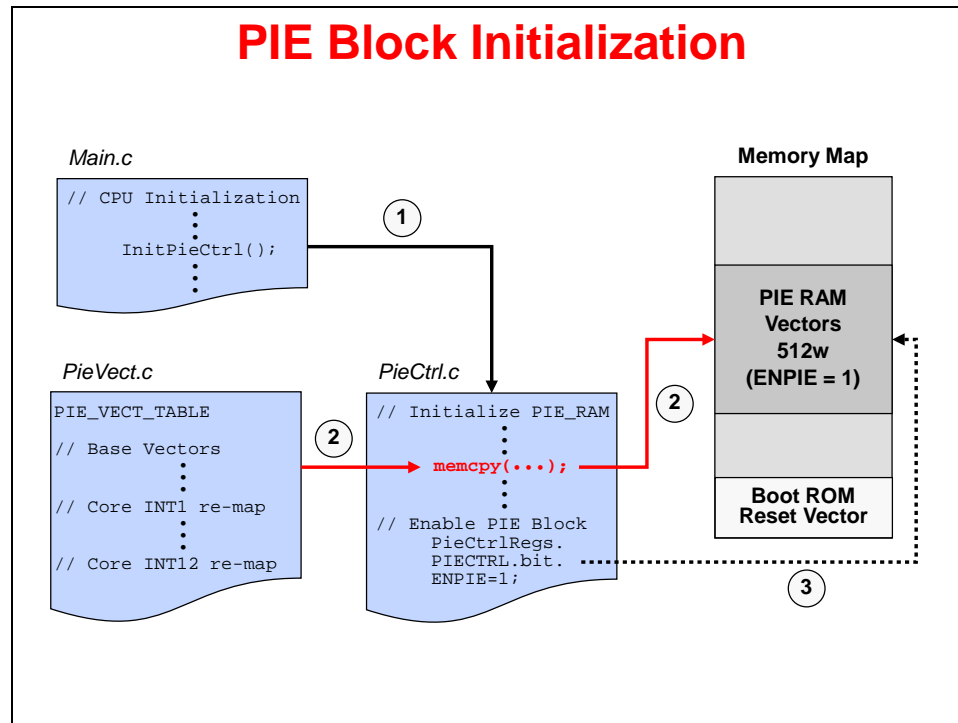 PIE Block Initialization
Main.c
// CPU Initialization
InitPieCtrl();
1
Memory Map
PIE RAM
Vectors
512w
(ENPIE = 1)
Boot ROM
Reset Vector
PieVect.c
PIE_VECT_TABLE
// Base Vectors
// Core INT1 re-map
// Core INT12 re-map
2
PieCtrl.c
// Initialize PIE_RAM
memcpy(...);
// Enable PIE Block
PieCtrlRegs.
PIECTRL.bit.
ENPIE=1;
2
3